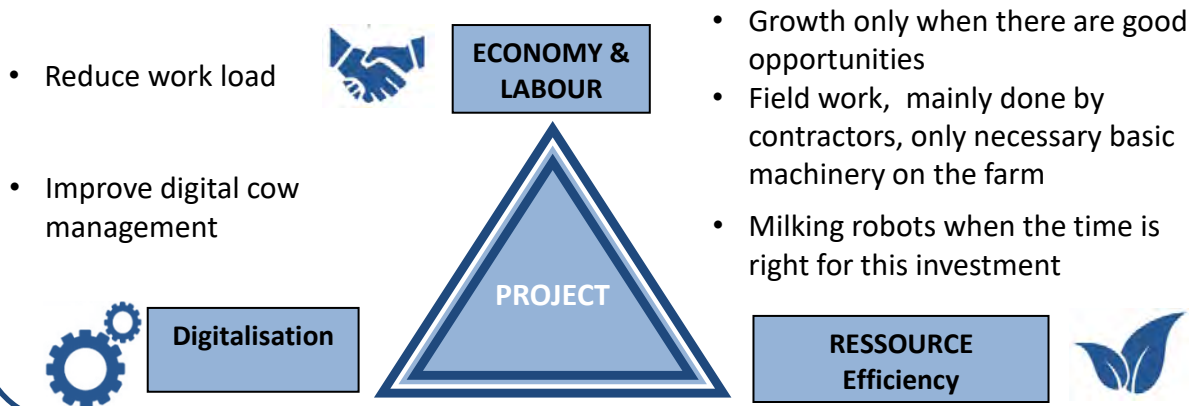 • Reduce work load
• Improve digital cow
management
ECONOMY &
LABOUR
• Growth only when there are good
opportunities
• Field work, mainly done by
contractors, only necessary basic
machinery on the farm
• Milking robots when the time is
right for this investment
PROJECT
Digitalisation
RESSOURCE
Efficiency